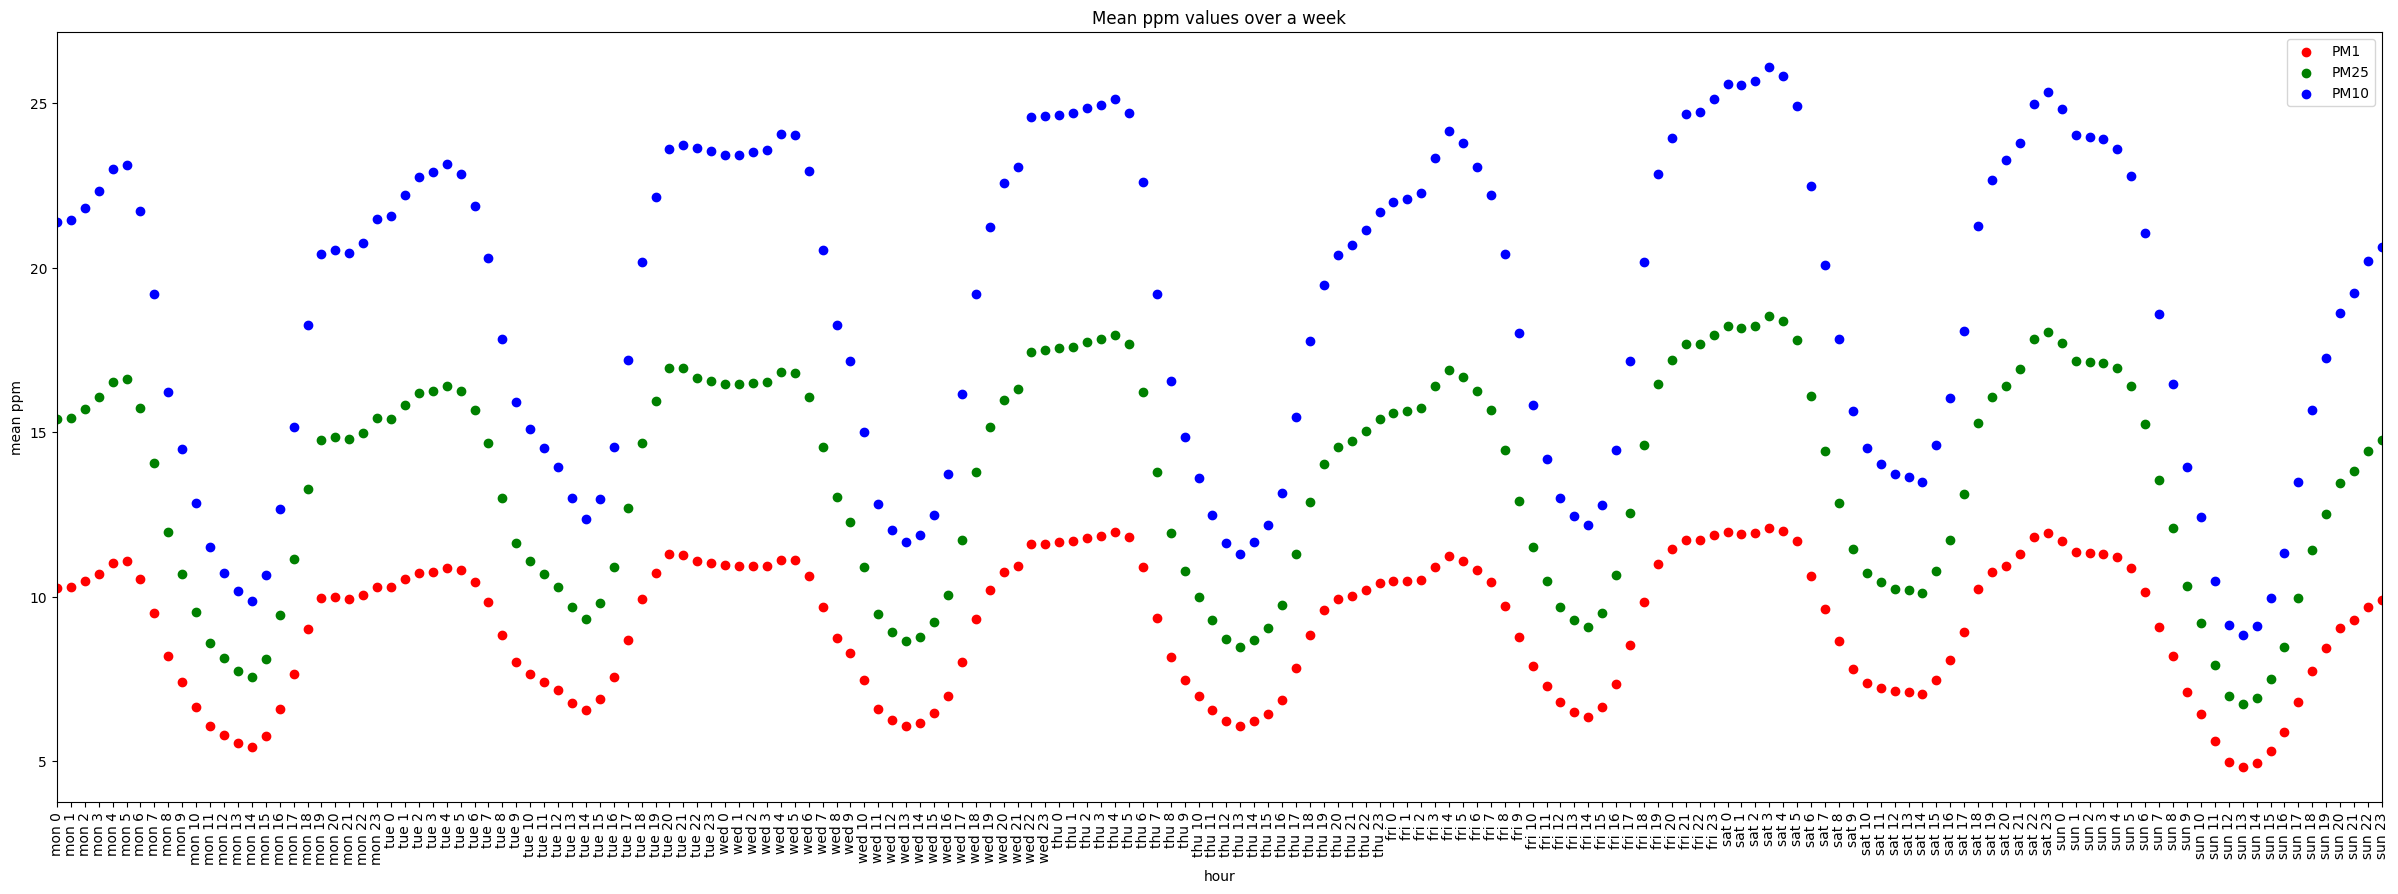 Mean ppm values over a week
PM1
PM25
PM10
25
20
15
10
5
mean ppm
mon 0
mon 1
mon 2
mon 3
mon 4
mon 5
mon 6
mon 7
mon 8
mon 9
mon 10
mon 11
mon 12
mon 13
mon 14
mon 15
mon 16
mon 17
mon 18
mon 19
mon 20
mon 21
mon 22
mon 23
tue 0
tue 1
tue 2
tue 3
tue 4
tue 5
tue 6
tue 7
tue 8
tue 9
tue 10
tue 11
tue 12
tue 13
tue 14
tue 15
tue 16
tue 17
tue 18
tue 19
tue 20
tue 21
tue 22
tue 23
wed 0
wed 1
wed 2
wed 3
wed 4
wed 5
wed 6
wed 7
wed 8
wed 9
wed 10
wed 11
wed 12
wed 13
wed 14
wed 15
wed 16
wed 17
wed 18
wed 19
wed 20
wed 21
wed 22
wed 23
thu 0
thu 1
thu 2
thu 3
thu 4
thu 5
thu 6
thu 7
thu 8
thu 9
thu 10
thu 11
thu 12
thu 13
thu 14
thu 15
thu 16
thu 17
thu 18
thu 19
thu 20
thu 21
thu 22
thu 23
fri 0
fri 1
fri 2
fri 3
fri 4
fri 5
fri 6
fri 7
fri 8
fri 9
fri 10
fri 11
fri 12
fri 13
fri 14
fri 15
fri 16
fri 17
fri 18
fri 19
fri 20
fri 21
fri 22
fri 23
sat 0
sat 1
sat 2
sat 3
sat 4
sat 5
sat 6
sat 7
sat 8
sat 9
sat 10
sat 11
sat 12
sat 13
sat 14
sat 15
sat 16
sat 17
sat 18
sat 19
sat 20
sat 21
sat 22
sat 23
sun 0
sun 1
sun 2
sun 3
sun 4
sun 5
sun 6
sun 7
sun 8
sun 9
sun 10
sun 11
sun 12
sun 13
sun 14
sun 15
sun 16
sun 17
sun 18
sun 19
sun 20
sun 21
sun 22
sun 23
hour